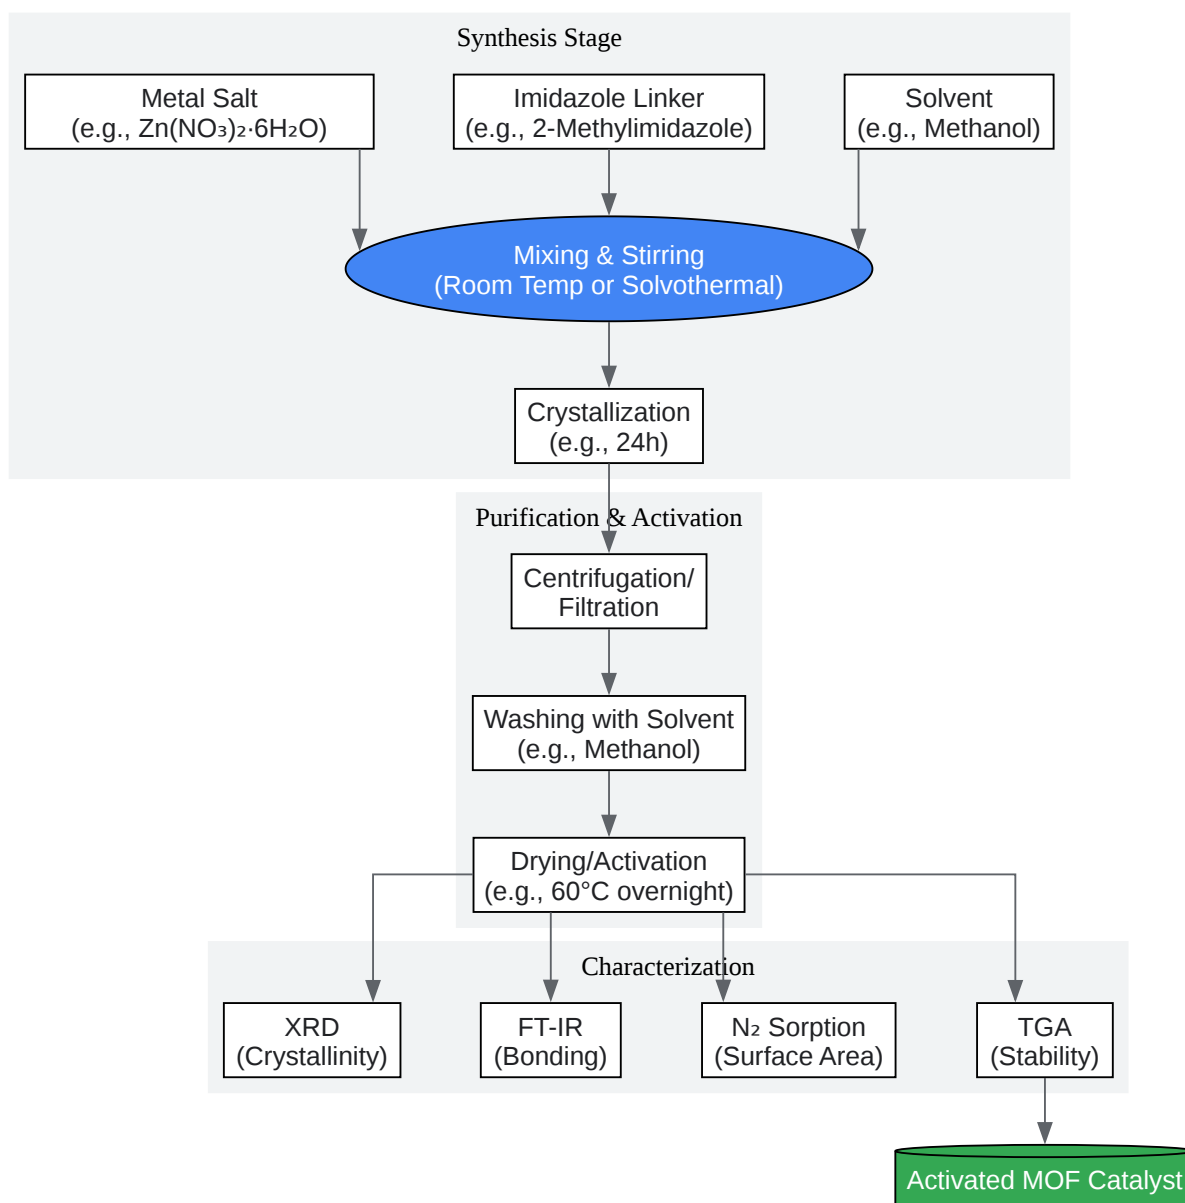 Synthesis Stage
Metal Salt
(e.g., Zn(NO₃)₂·6H₂O)
Imidazole Linker
(e.g., 2-Methylimidazole)
Solvent
(e.g., Methanol)
Mixing & Stirring
(Room Temp or Solvothermal)
Crystallization
(e.g., 24h)
Purification & Activation
Centrifugation/
Filtration
Washing with Solvent
(e.g., Methanol)
Drying/Activation
(e.g., 60°C overnight)
Characterization
XRD
(Crystallinity)
FT-IR
(Bonding)
N₂ Sorption
(Surface Area)
TGA
(Stability)
Activated MOF Catalyst